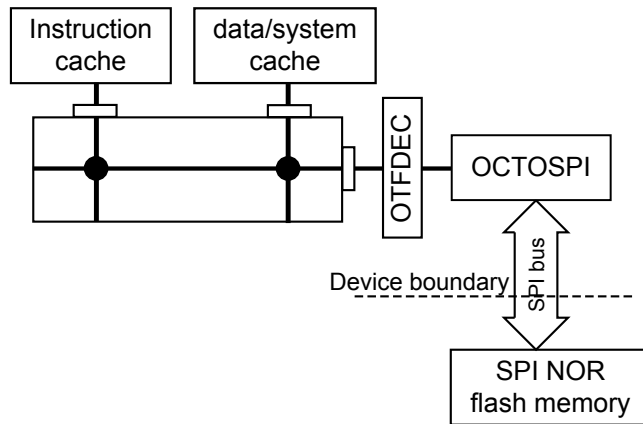 Instruction
cache
data/system
cache
OTFDEC
OCTOSPI
SPI bus
Device boundary
SPI NOR
flash memory